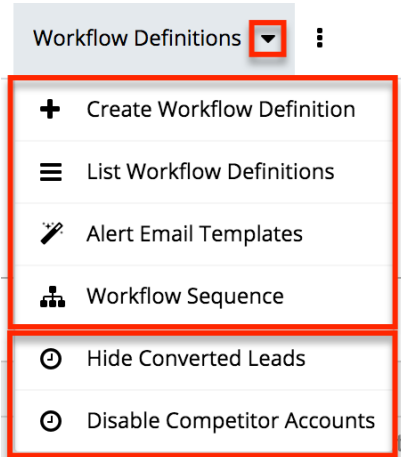 Workflow Definitions
Create Workflow Definition
List Workflow Definitions
Alert Email Templates
Workflow Sequence
Hide Converted Leads
Disable Competitor Accounts